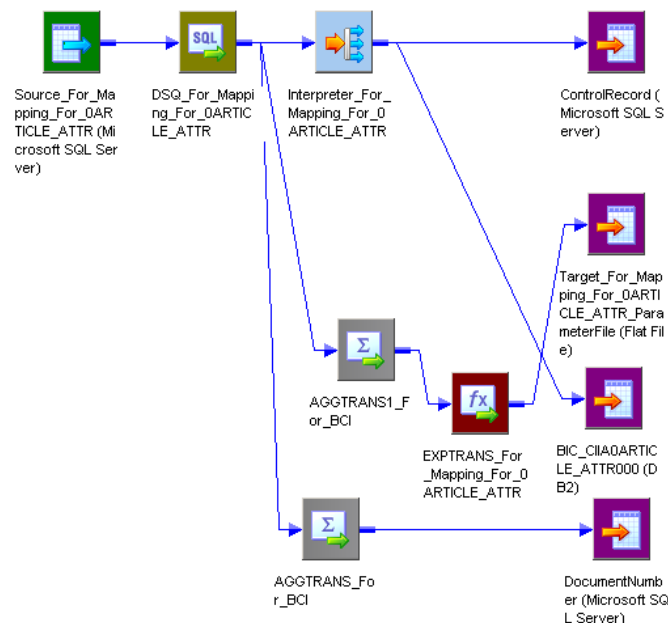 SQL
Source_For_Ma
pping_For_0AR
TICLE_ATTR (Mi
crosoft SQL Ser
ver)
DSQ_For_Mappi
ng_For_0ARTIC
LE_ATTR
Interpreter_For_
Mapping_For_0
ARTICLE_ATTR
ControlRecord (
Microsoft SQL S
erver)
Target_For_Map
ping_For_0ARTI
CLE_ATTR_Para
meterFile (Flat Fil
e)
Σ
AGGTRANS1_F
or_BCI
fx
EXPTRANS_For
_Mapping_For_0
ARTICLE_ATTR
BIC_CIIA0ARTIC
LE_ATTR000 (D
B2)
Σ
AGGTRANS_Fo
r_BCI
DocumentNumb
er (Microsoft SQ
L Server)